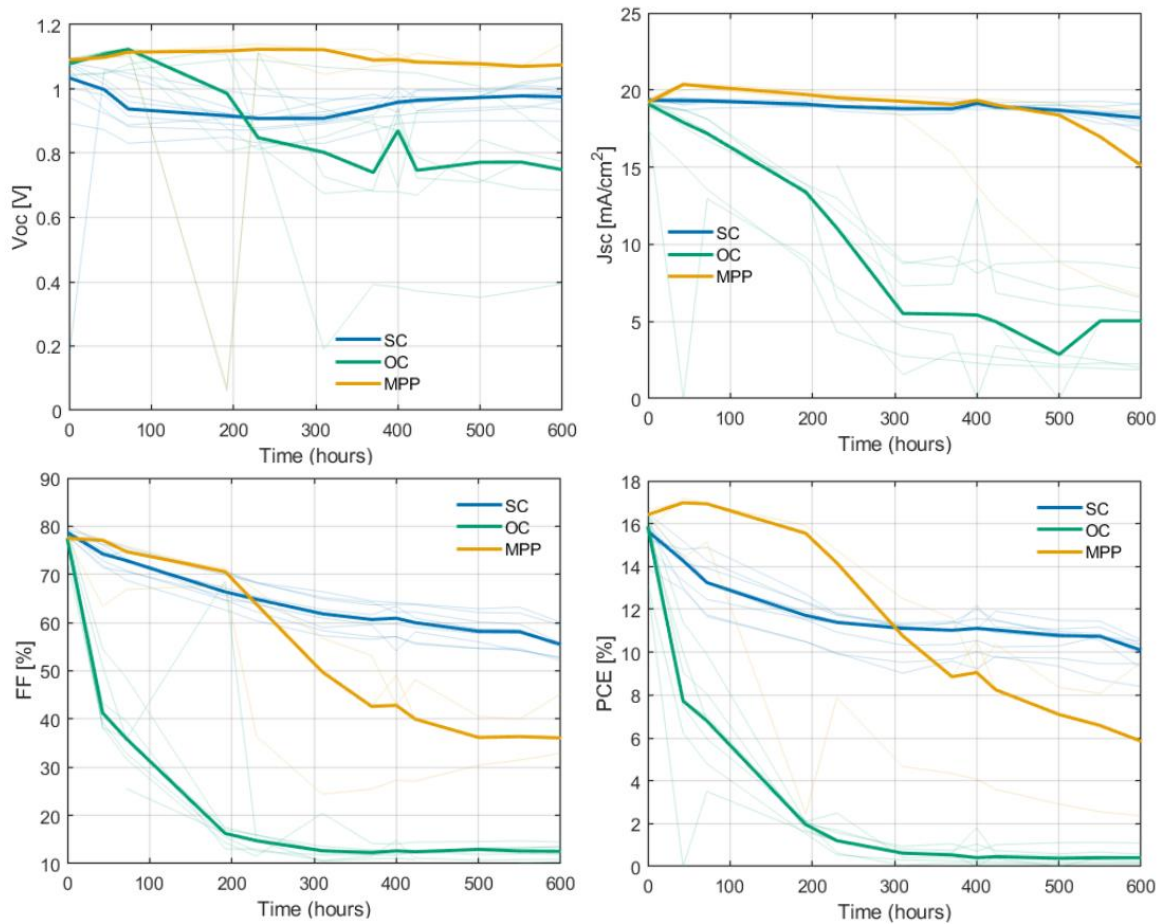 Voc [V]
1.2
1
0.8
0.6
0.4
0.2
0
SC
OC
MPP
0 100 200 300 400 500 600
Time (hours)
Jsc [mA/cm²]
25
20
15
10
5
0
SC
OC
MPP
0 100 200 300 400 500 600
Time (hours)
FF [%]
90
80
70
60
50
40
30
20
10
SC
OC
MPP
0 100 200 300 400 500 600
Time (hours)
PCE [%]
18
16
14
12
10
8
6
4
2
0
SC
OC
MPP
0 100 200 300 400 500 600
Time (hours)